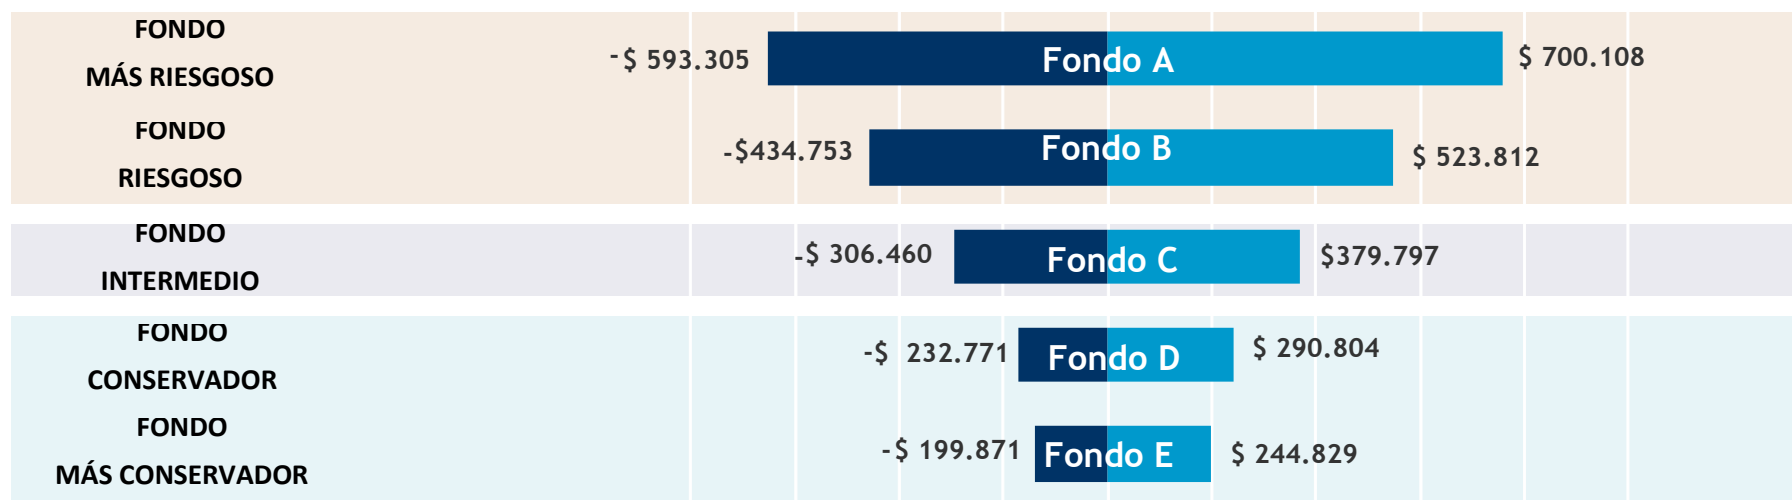 FONDO
MÁS RIESGOSO
-$ 593.305
Fondo A
$ 700.108
FONDO
RIESGOSO
-$434.753
Fondo B
$ 523.812
FONDO
INTERMEDIO
-$ 306.460
Fondo C
$379.797
FONDO
CONSERVADOR
-$ 232.771
Fondo D
$ 290.804
FONDO
MÁS CONSERVADOR
-$ 199.871
Fondo E
$ 244.829